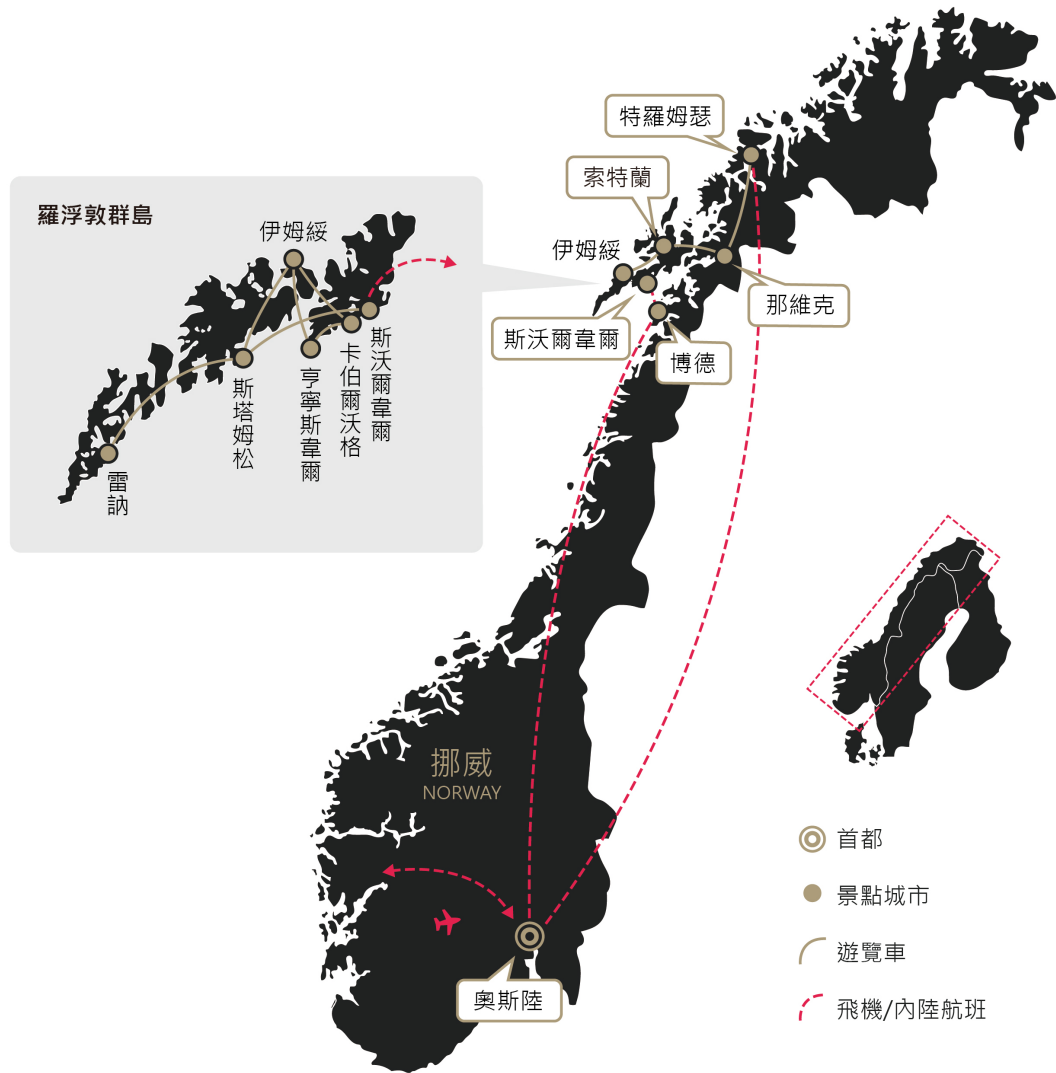 特羅姆瑟
索特蘭
伊姆綏
那維克
斯沃爾韋爾
博德
羅浮敦群島
伊姆綏
斯沃爾韋爾
卡伯爾沃格
亨寧斯韋爾
斯塔姆松
雷訥
挪威
NORWAY
奧斯陸
首都
景點城市
遊覽車
飛機/內陸航班